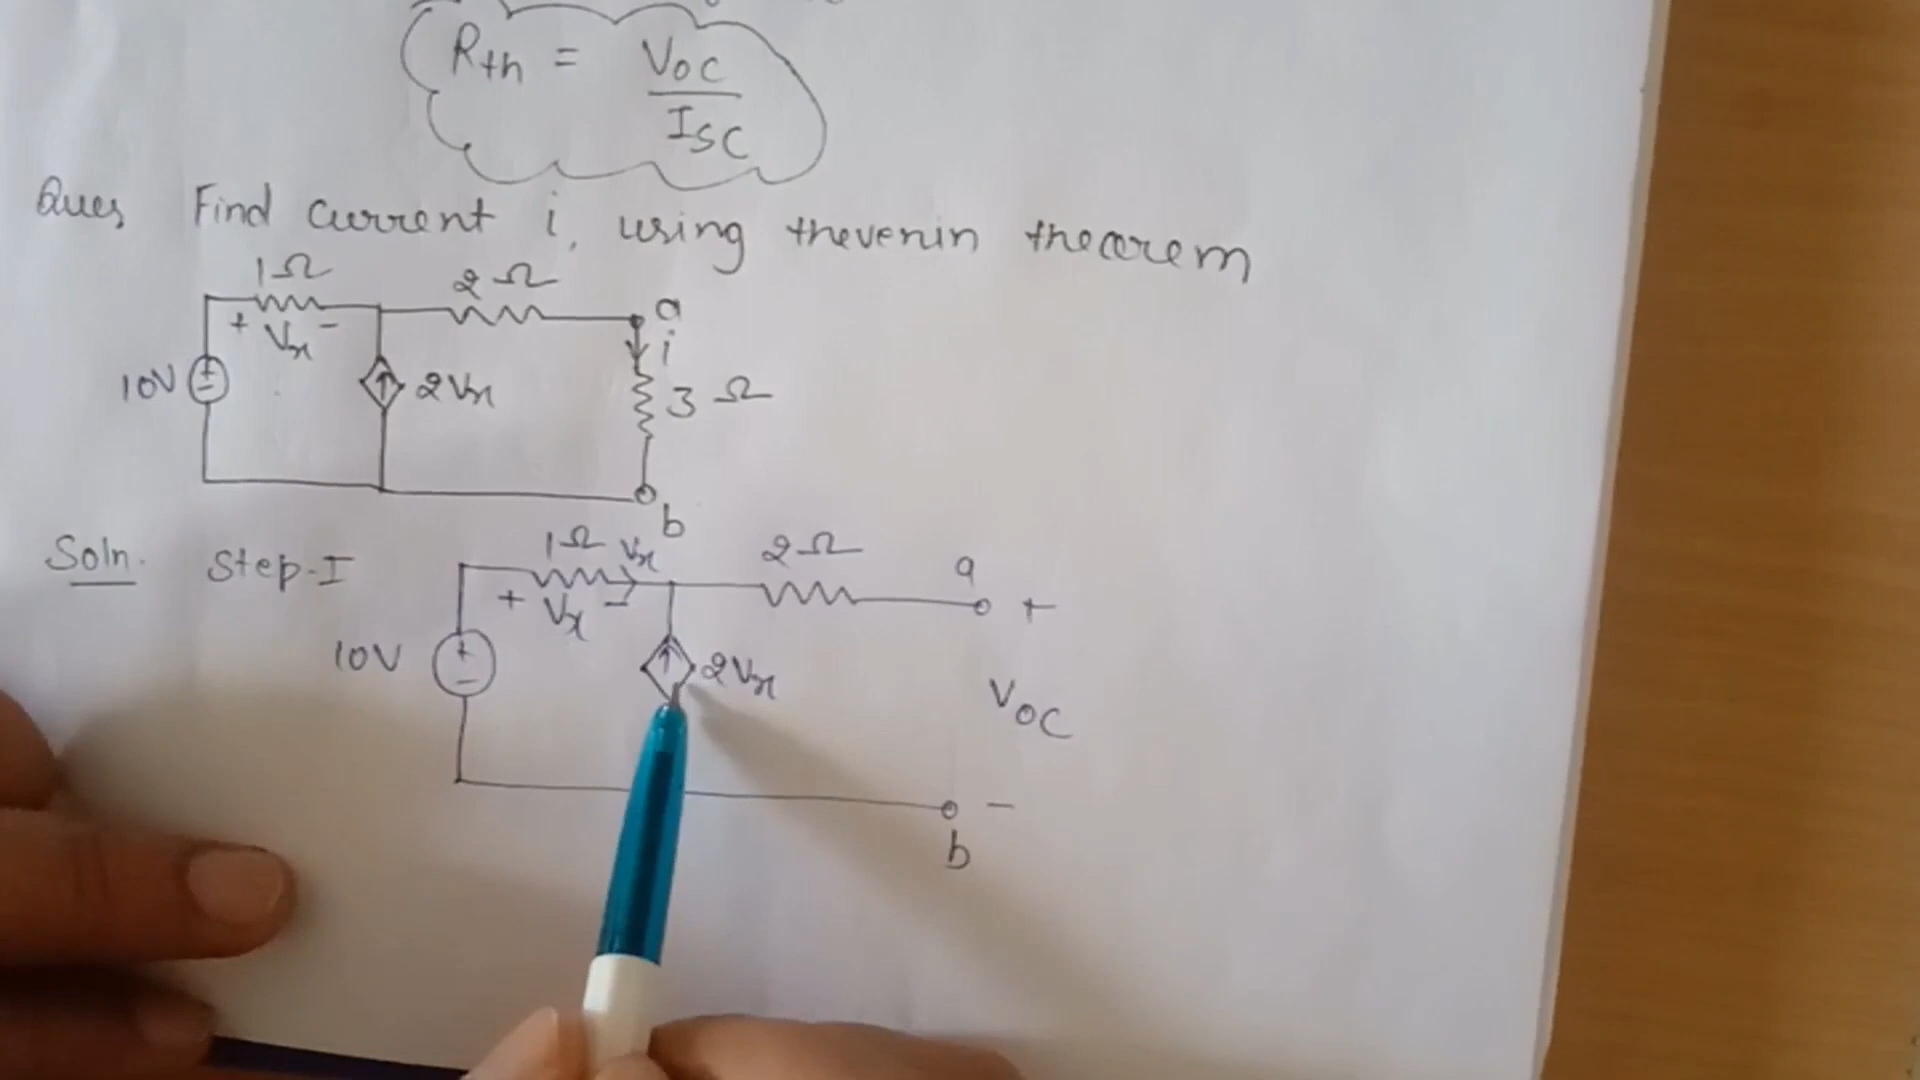 Rth = Voc
Isc
Ques, Find current i, using thevenin theorem
1Ω 2Ω a
+ Vx - i
10V + - 2Vx 3Ω
b
Soln. Step-I 1Ω Vx 2Ω a
+ Vx - +
10V + - 2Vx Voc
-
b